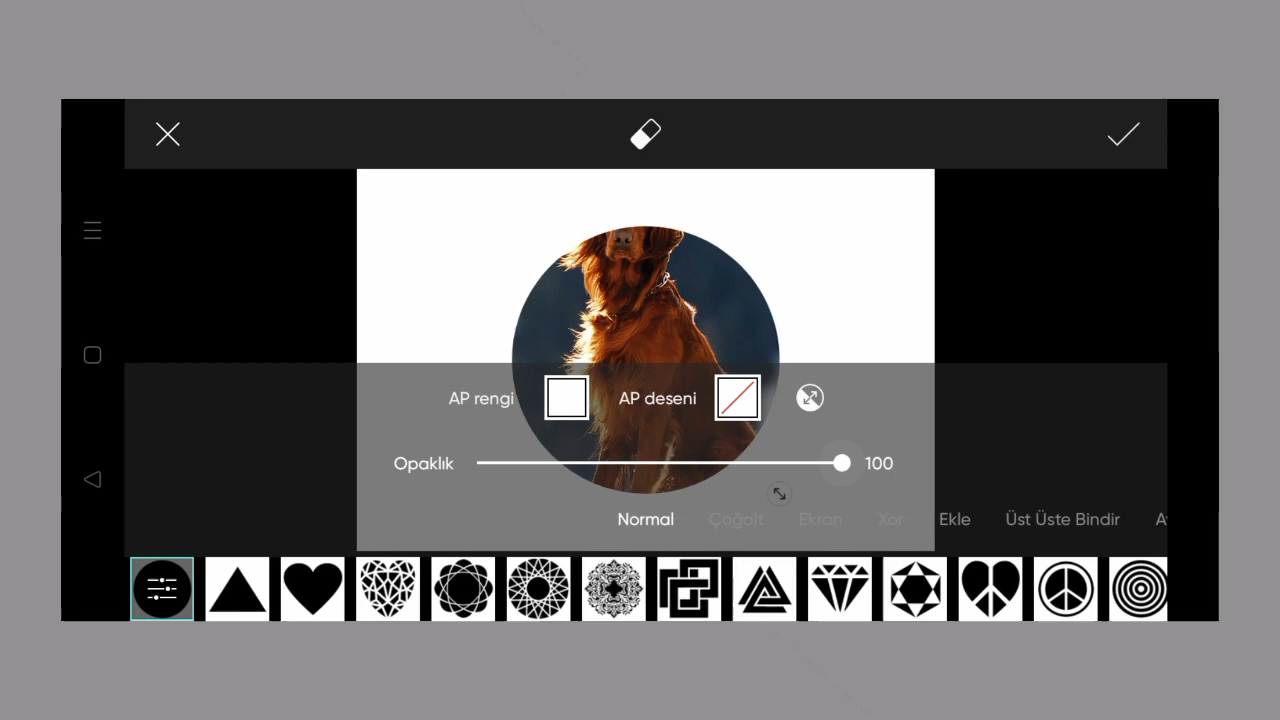 AP rengi AP deseni
Opaklık 100
Normal Çoğalt Ekran Xor Ekle Üst Üste Bindir